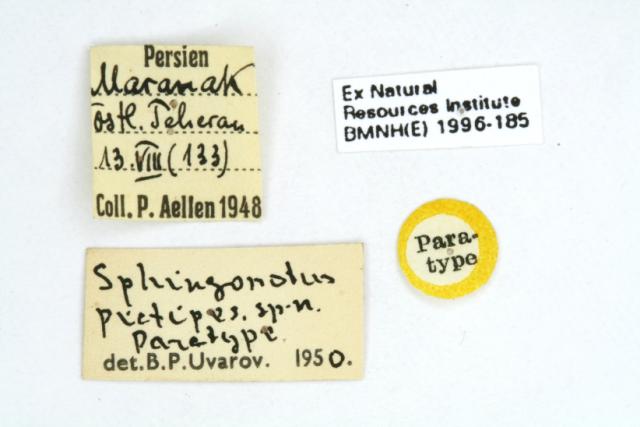 Persien
Maranak
östl. Teheran
13.VIII (133)
Coll. P. Aellen 1948
Ex Natural
Resources Institute
BMNH(E) 1996-185
Para-
type
Sphingonotus
pictipes. sp.n.
Paratype.
det. B.P. Uvarov. 1950.